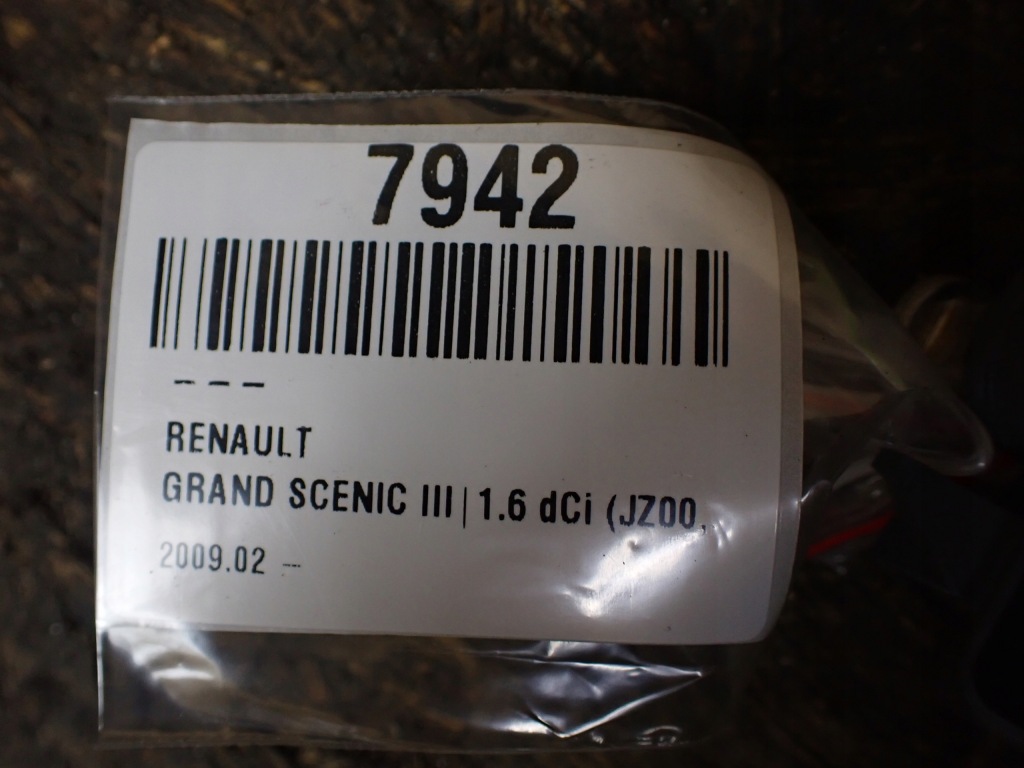 7942
---
RENAULT
GRAND SCENIC III | 1.6 dCi (JZ00,
2009.02 --